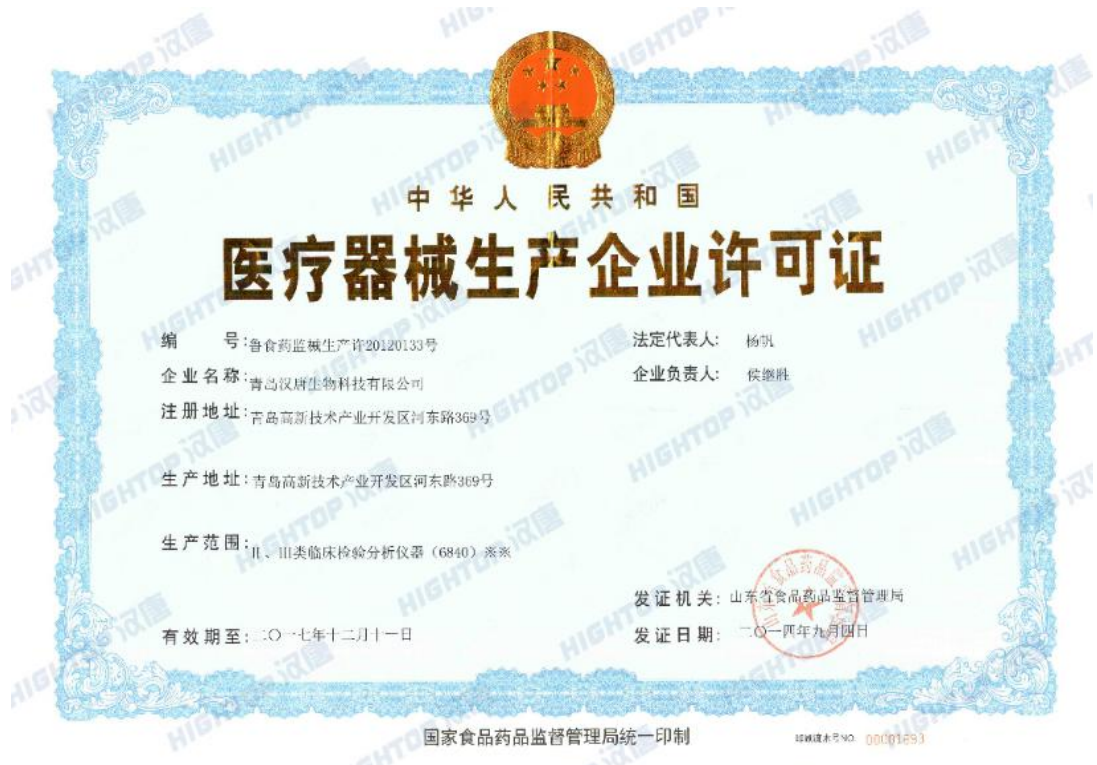 中华人民共和国
医疗器械生产企业许可证
编 号:鲁食药监械生产许20120133号
法定代表人: 杨帆
企业名称:青岛汉唐生物科技有限公司
企业负责人: 侯继胜
注册地址:青岛高新技术产业开发区河东路369号
生产地址:青岛高新技术产业开发区河东路369号
生产范围:II、III类临床检验分析仪器(6840)※※
发证机关:山东省食品药品监督管理局
有效期至:二〇一七年十二月十一日
发证日期:二〇一四年九月四日
国家食品药品监督管理局统一印制
印刷流水号NO. 00001693
HIGHTOP 汉唐